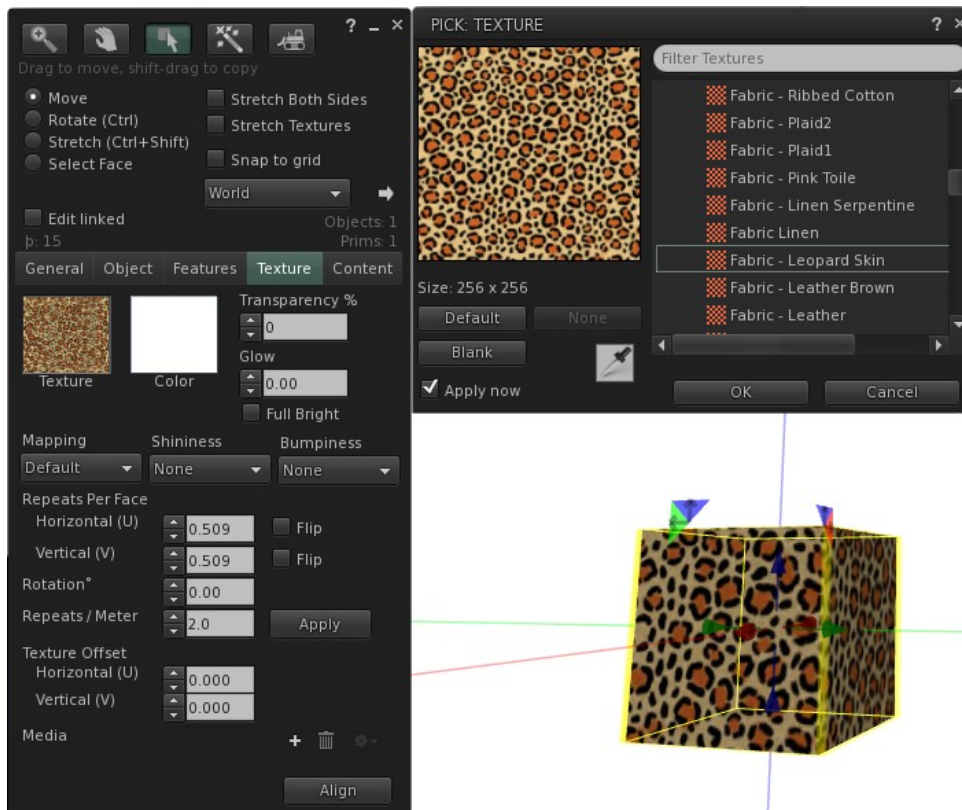 ? _ ×
Drag to move, shift-drag to copy
Move
Rotate (Ctrl)
Stretch (Ctrl+Shift)
Select Face
Stretch Both Sides
Stretch Textures
Snap to grid
World
Edit linked
Objects: 1
þ: 15
Prims: 1
General Object Features Texture Content
Texture
Color
Transparency %
0
Glow
0.00
Full Bright
Mapping Shininess Bumpiness
Default None None
Repeats Per Face
Horizontal (U) 0.509 Flip
Vertical (V) 0.509 Flip
Rotation° 0.00
Repeats / Meter 2.0 Apply
Texture Offset
Horizontal (U) 0.000
Vertical (V) 0.000
Media
Align
PICK: TEXTURE ? ×
Size: 256 x 256
Default None
Blank
Apply now
Filter Textures
Fabric - Ribbed Cotton
Fabric - Plaid2
Fabric - Plaid1
Fabric - Pink Toile
Fabric - Linen Serpentine
Fabric Linen
Fabric - Leopard Skin
Fabric - Leather Brown
Fabric - Leather
OK Cancel